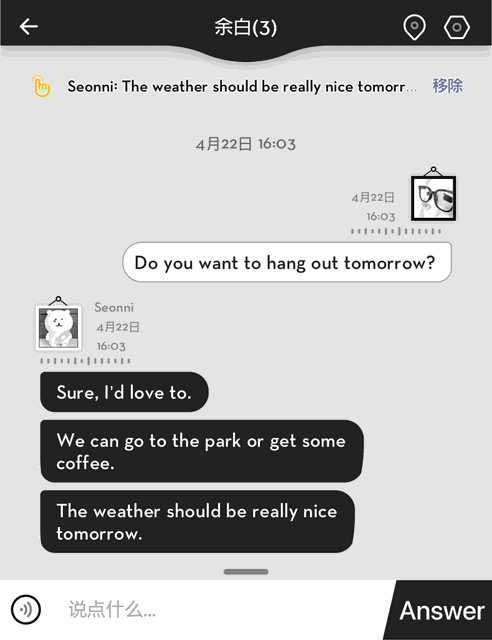 余白(3)
Seonni: The weather should be really nice tomorr... 移除
4月22日 16:03
4月22日
16:03
Do you want to hang out tomorrow?
Seonni
4月22日
16:03
Sure, I'd love to.
We can go to the park or get some
coffee.
The weather should be really nice
tomorrow.
说点什么... Answer